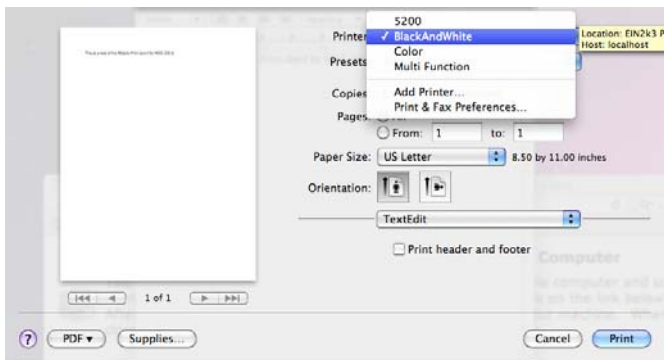 5200
Printer
✓ BlackAndWhite
Location: EIN2k3 P
Host: localhost
Color
Presets
Multi Function
Copies
Add Printer...
Print & Fax Preferences...
Pages:
From: 1 to: 1
Paper Size: US Letter 8.50 by 11.00 inches
Orientation:
TextEdit
Print header and footer
Computer
1 of 1
? PDF ▼ Supplies... Cancel Print